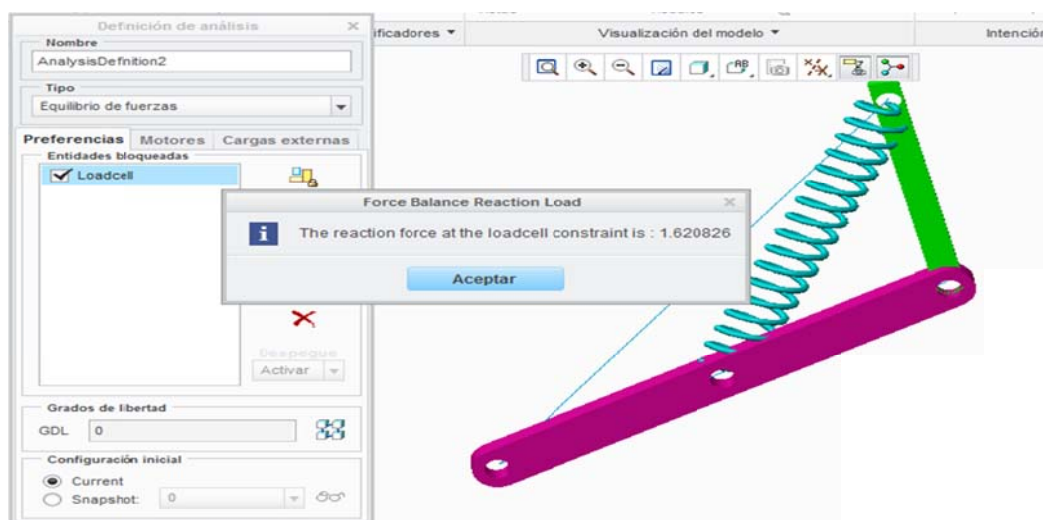 Definición de análisis
ificadores
Visualización del modelo
Intención
Nombre
AnalysisDefnition2
Tipo
Equilibrio de fuerzas
Preferencias Motores Cargas externas
Entidades bloqueadas
Loadcell
Force Balance Reaction Load
The reaction force at the loadcell constraint is : 1.620826
Aceptar
Despegue
Activar
Grados de libertad
GDL 0
Configuración inicial
Current
Snapshot: 0